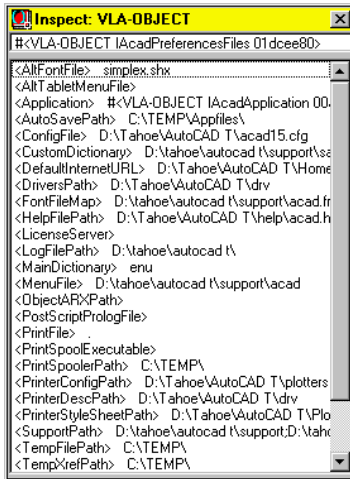 Inspect: VLA-OBJECT
#<VLA-OBJECT IAcadPreferencesFiles 01dcee80>
<AltFontFile> simplex.shx
<AltTabletMenuFile>
<Application> #<VLA-OBJECT IAcadApplication 00
<AutoSavePath> C:\TEMP\Appfiles\
<ConfigFile> D:\Tahoe\AutoCAD T\acad15.cfg
<CustomDictionary> D:\tahoe\autocad t\support\sa
<DefaultInternetURL> D:\Tahoe\AutoCAD T\Home
<DriversPath> D:\Tahoe\AutoCAD T\drv
<FontFileMap> D:\tahoe\autocad t\support\acad.fr
<HelpFilePath> D:\Tahoe\AutoCAD T\help\acad.h
<LicenseServer>
<LogFilePath> D:\tahoe\autocad t\
<MainDictionary> enu
<MenuFile> D:\tahoe\autocad t\support\acad
<ObjectARXPath>
<PostScriptPrologFile>
<PrintFile> .
<PrintSpoolExecutable>
<PrintSpoolerPath> C:\TEMP\
<PrinterConfigPath> D:\Tahoe\AutoCAD T\plotters
<PrinterDescPath> D:\Tahoe\AutoCAD T\drv
<PrinterStyleSheetPath> D:\Tahoe\AutoCAD T\Plo
<SupportPath> D:\tahoe\autocad t\support;D:\taho
<TempFilePath> C:\TEMP\
<TempXrefPath> C:\TEMP\